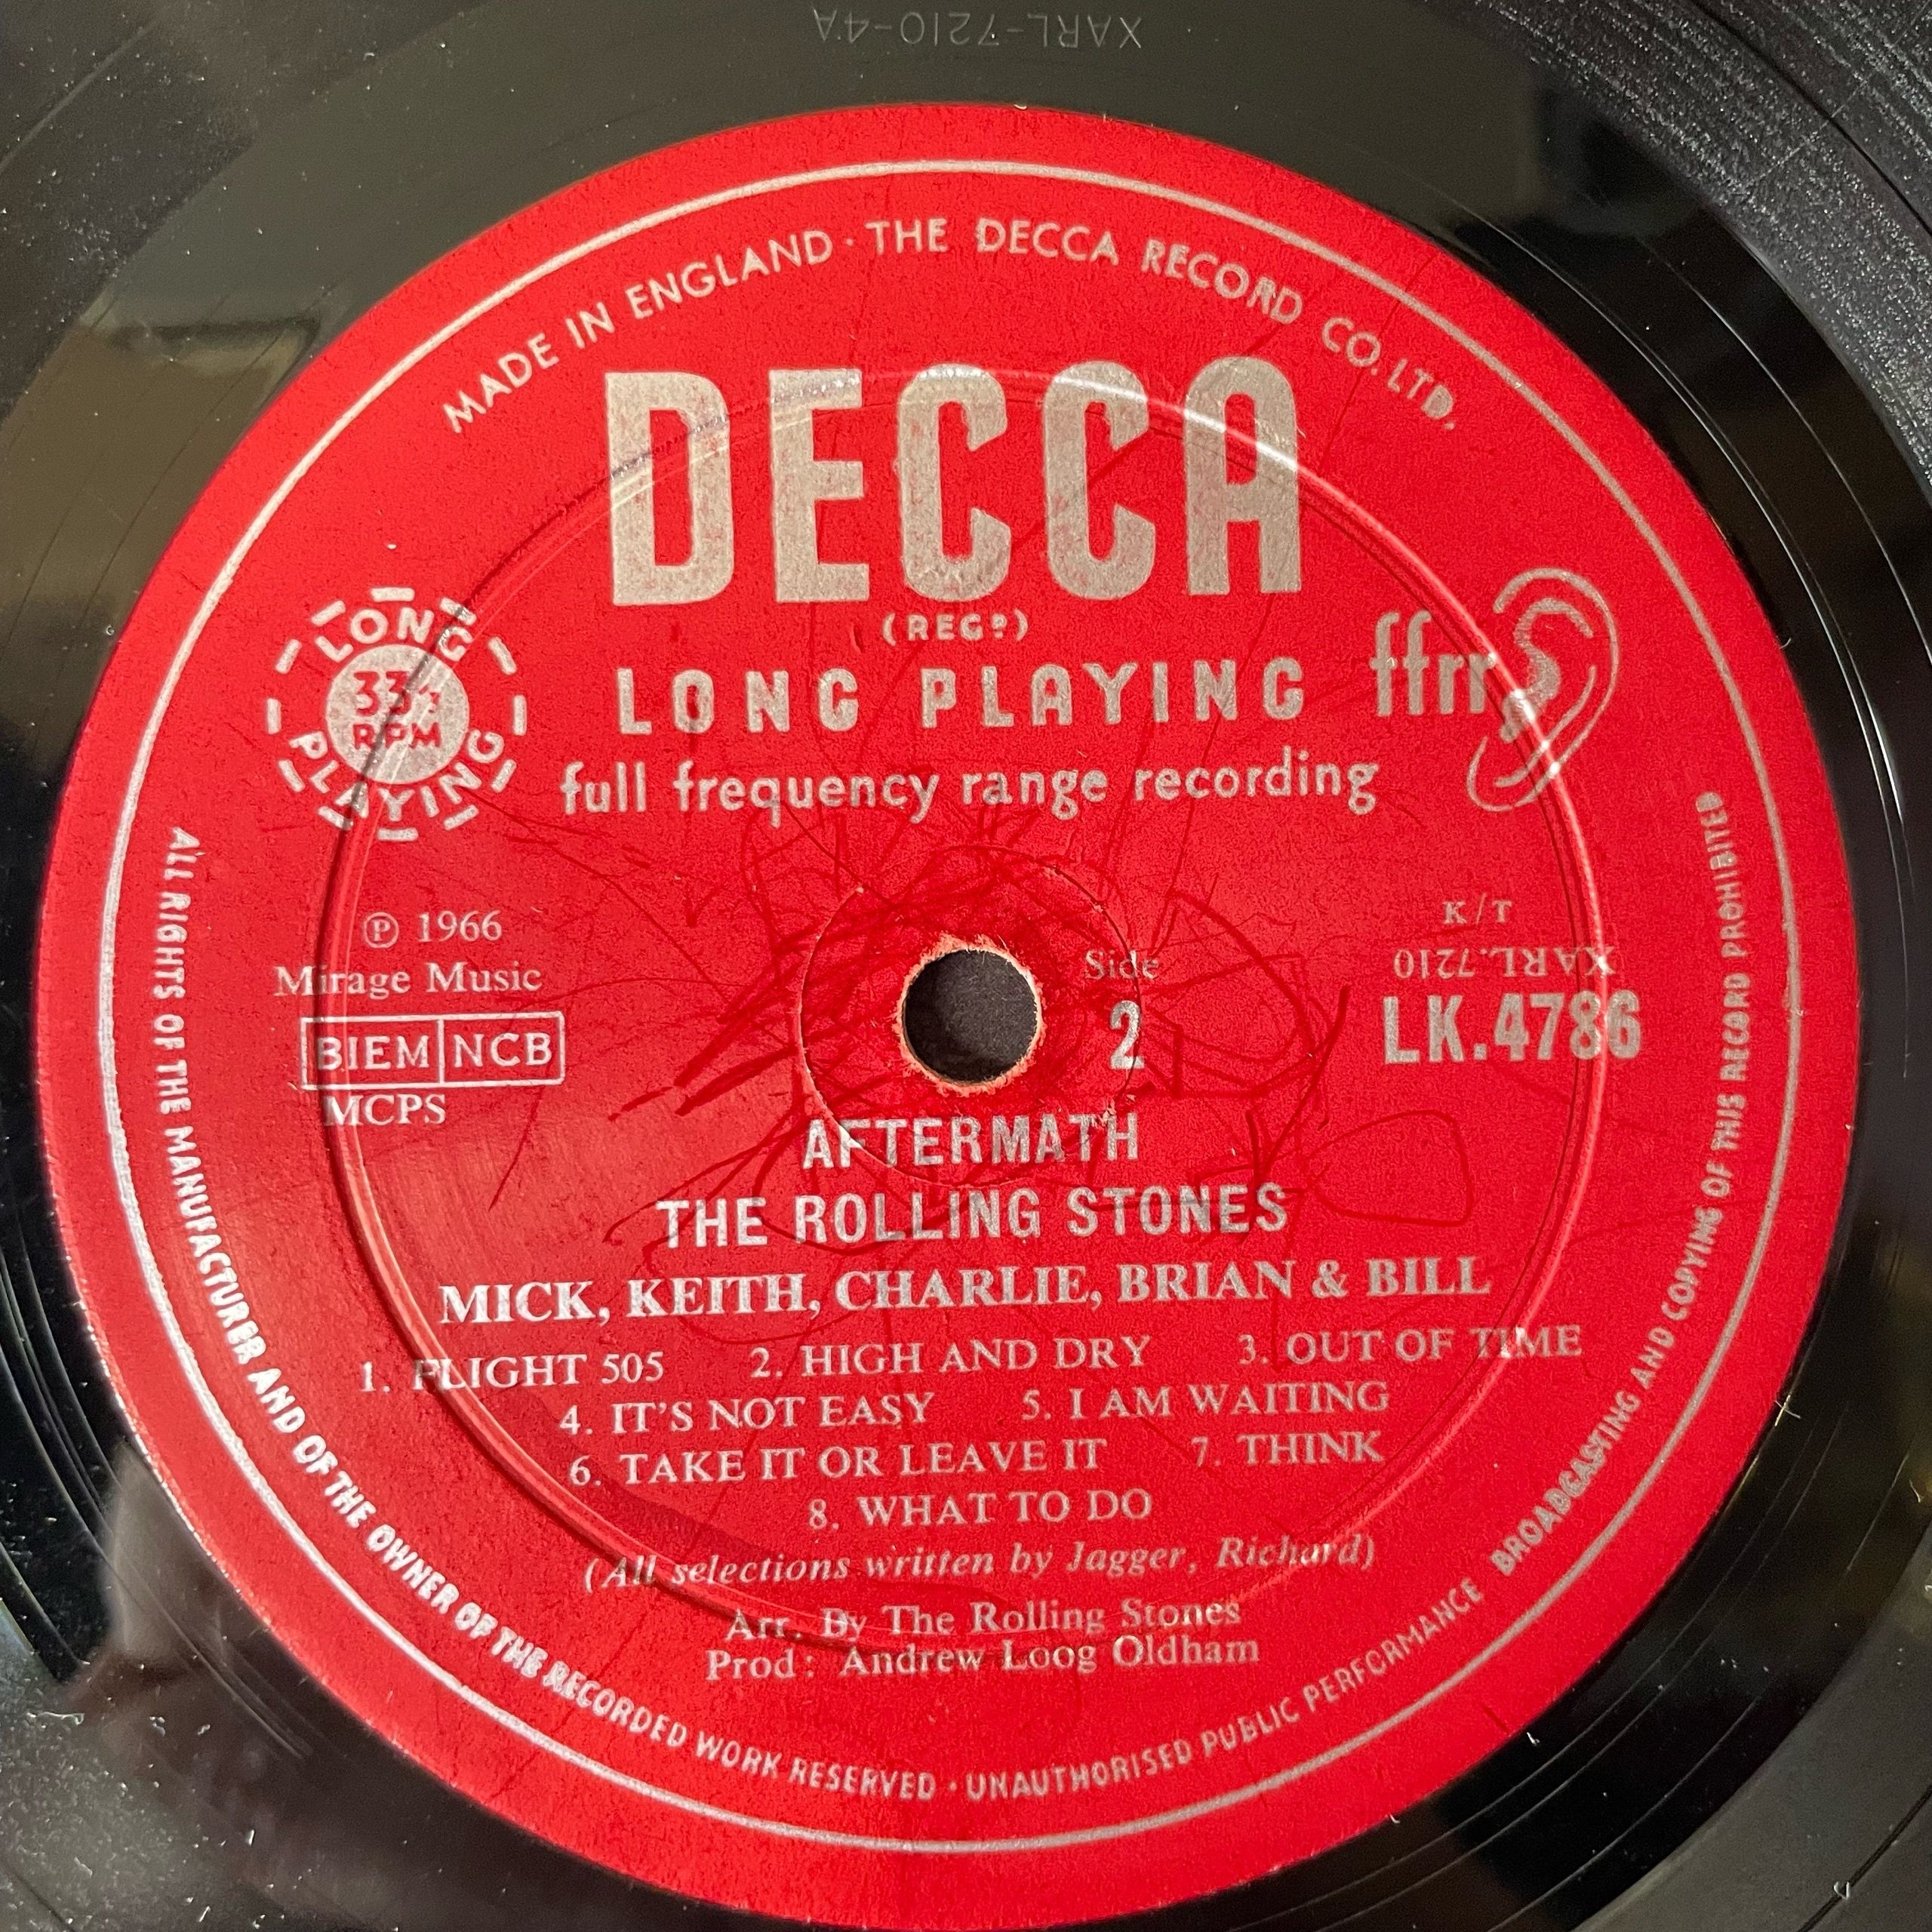 XARL-7210-4A
MADE IN ENGLAND · THE DECCA RECORD CO. LTD.
DECCA
(REGD)
LONG PLAYING
full frequency range recording
ffrr
LONG
33 1/3
RPM
PLAYING
℗ 1966
Mirage Music
BIEM NCB
MCPS
Side
2
K/T
XARL.7210
LK.4786
AFTERMATH
THE ROLLING STONES
MICK, KEITH, CHARLIE, BRIAN & BILL
1. FLIGHT 505 2. HIGH AND DRY 3. OUT OF TIME
4. IT'S NOT EASY 5. I AM WAITING
6. TAKE IT OR LEAVE IT 7. THINK
8. WHAT TO DO
(All selections written by Jagger, Richard)
Arr. By The Rolling Stones
Prod: Andrew Loog Oldham
ALL RIGHTS OF THE MANUFACTURER AND OF THE OWNER OF THE RECORDED WORK RESERVED · UNAUTHORISED PUBLIC PERFORMANCE BROADCASTING AND COPYING OF THIS RECORD PROHIBITED